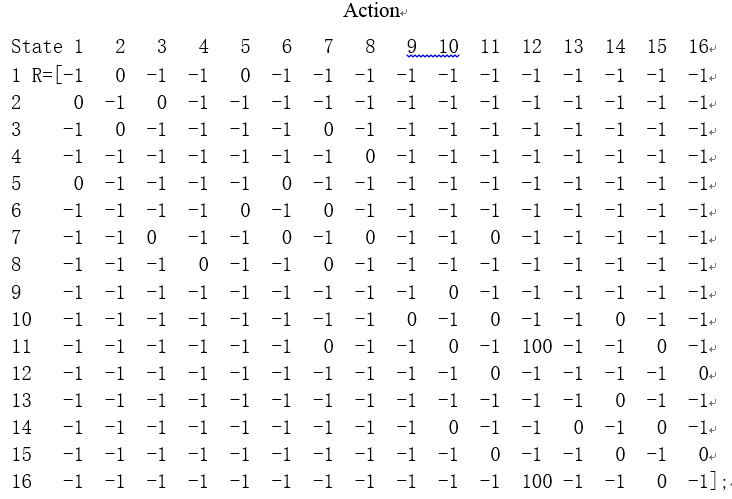 Action
State 1 2 3 4 5 6 7 8 9 10 11 12 13 14 15 16
1 R=[-1 0 -1 -1 0 -1 -1 -1 -1 -1 -1 -1 -1 -1 -1 -1
2 0 -1 0 -1 -1 -1 -1 -1 -1 -1 -1 -1 -1 -1 -1 -1
3 -1 0 -1 -1 -1 -1 0 -1 -1 -1 -1 -1 -1 -1 -1 -1
4 -1 -1 -1 -1 -1 -1 -1 0 -1 -1 -1 -1 -1 -1 -1 -1
5 0 -1 -1 -1 -1 0 -1 -1 -1 -1 -1 -1 -1 -1 -1 -1
6 -1 -1 -1 -1 0 -1 0 -1 -1 -1 -1 -1 -1 -1 -1 -1
7 -1 -1 0 -1 -1 0 -1 0 -1 -1 0 -1 -1 -1 -1 -1
8 -1 -1 -1 0 -1 -1 0 -1 -1 -1 -1 -1 -1 -1 -1 -1
9 -1 -1 -1 -1 -1 -1 -1 -1 -1 0 -1 -1 -1 -1 -1 -1
10 -1 -1 -1 -1 -1 -1 -1 -1 0 -1 0 -1 -1 0 -1 -1
11 -1 -1 -1 -1 -1 -1 0 -1 -1 0 -1 100 -1 -1 0 -1
12 -1 -1 -1 -1 -1 -1 -1 -1 -1 -1 0 -1 -1 -1 -1 0
13 -1 -1 -1 -1 -1 -1 -1 -1 -1 -1 -1 -1 -1 0 -1 -1
14 -1 -1 -1 -1 -1 -1 -1 -1 -1 0 -1 -1 0 -1 0 -1
15 -1 -1 -1 -1 -1 -1 -1 -1 -1 -1 0 -1 -1 0 -1 0
16 -1 -1 -1 -1 -1 -1 -1 -1 -1 -1 -1 100 -1 -1 0 -1];